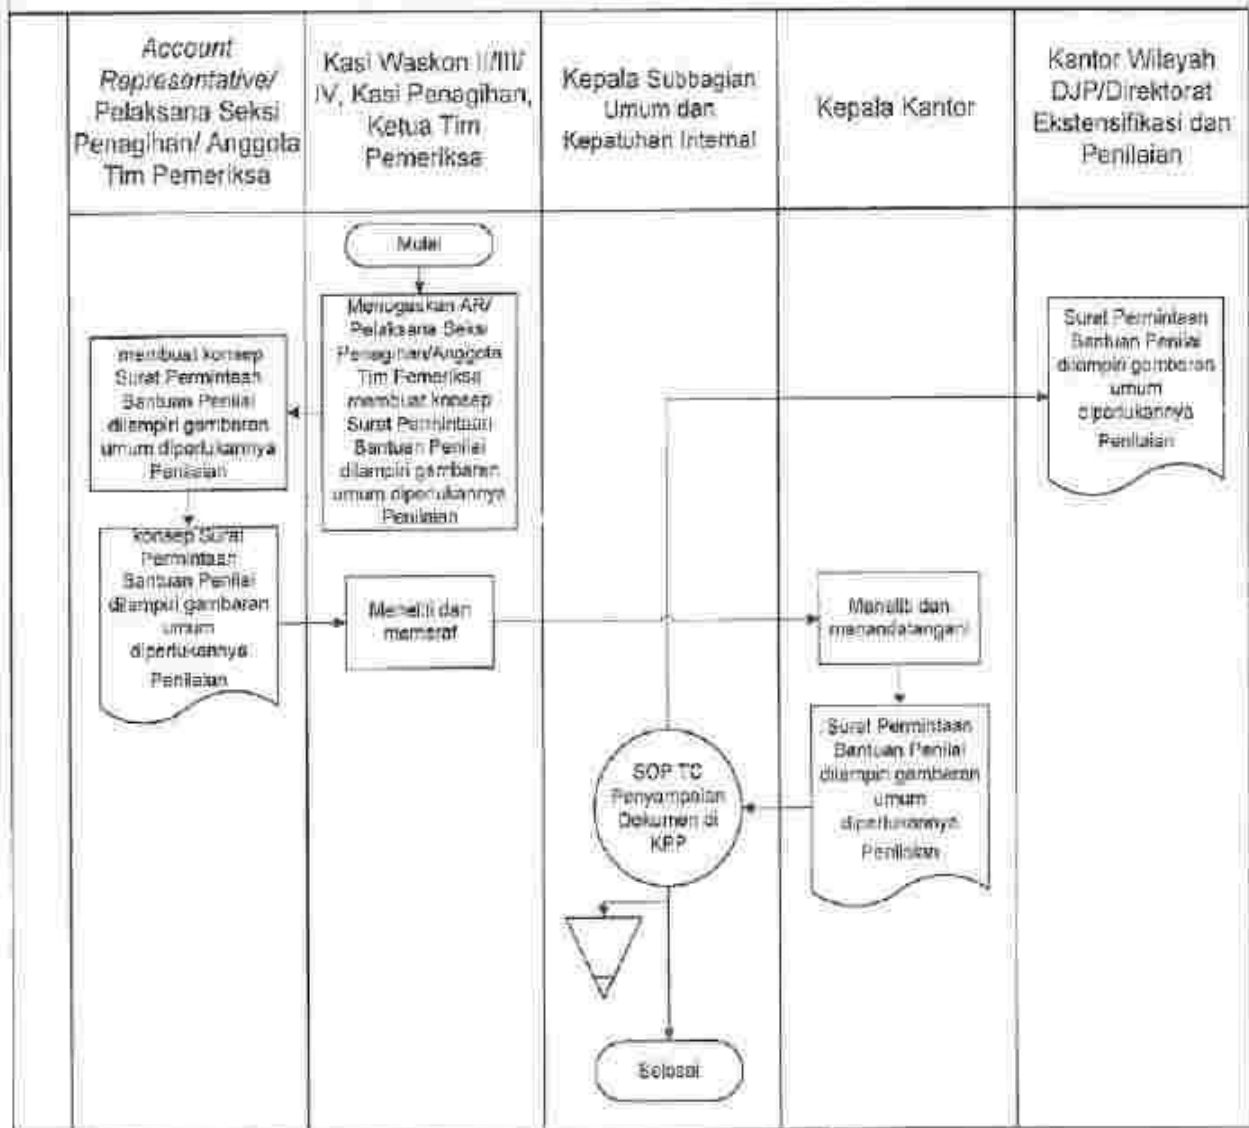 Account
Representative/
Pelaksana Seksi
Penagihan/ Anggota
Tim Pemeriksa
Kasi Waskon II/III/
IV, Kasi Penagihan,
Ketua Tim
Pemeriksa
Kepala Subbagian
Umum dan
Kepatuhan Internal
Kepala Kantor
Kantor Wilayah
DJP/Direktorat
Ekstensifikasi dan
Penilaian
Mulai
Menugaskan AR/
Pelaksana Seksi
Penagihan/Anggota
Tim Pemeriksa
membuat konsep
Surat Permintaan
Bantuan Penilai
dilampiri gambaran
umum diperlukannya
Penilaian
membuat konsep
Surat Permintaan
Bantuan Penilai
dilampiri gambaran
umum diperlukannya
Penilaian
konsep Surat
Permintaan
Bantuan Penilai
dilampiri gambaran
umum
diperlukannya
Penilaian
Meneliti dan
memaraf
Meneliti dan
menandatangani
Surat Permintaan
Bantuan Penilai
dilampiri gambaran
umum
diperlukannya
Penilaian
SOP TC
Penyampaian
Dokumen di
KPP
Surat Permintaan
Bantuan Penilai
dilampiri gambaran
umum
diperlukannya
Penilaian
Selesai